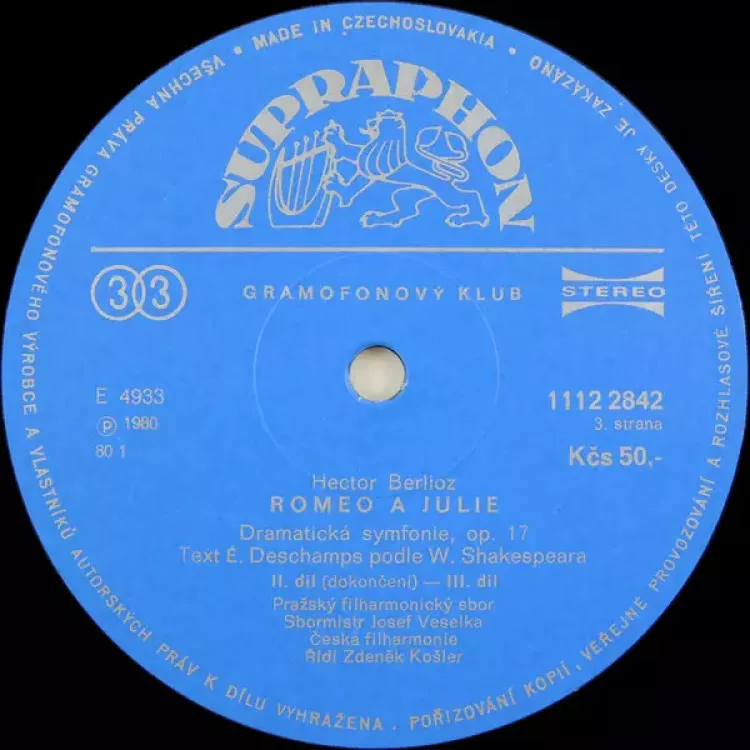 • MADE IN CZECHOSLOVAKIA •
VŠECHNA PRÁVA GRAMOFONOVÉHO VÝROBCE A VLASTNÍKŮ AUTORSKÝCH PRÁV K DÍLU VYHRAŽENA. POŘIZOVÁNÍ KOPIÍ, VEŘEJNÉ PROVOZOVÁNÍ A ROZHLASOVÉ ŠÍŘENÍ TÉTO DESKY JE ZAKÁZÁNO
SUPRAPHON
33
GRAMOFONOVÝ KLUB
STEREO
E 4933
Ⓟ 1980
80 1
1112 2842
3. strana
Kčs 50,-
Hector Berlioz
ROMEO A JULIE
Dramatická symfonie, op. 17
Text É. Deschamps podle W. Shakespeara
II. díl (dokončení) — III. díl
Pražský filharmonický sbor
Sbormistr Josef Veselka
Česká filharmonie
Řídí Zdeněk Košler